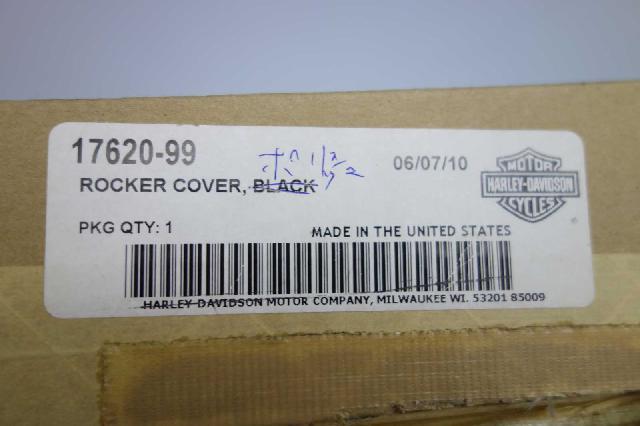 17620-99
06/07/10
ROCKER COVER, BLACK
PKG QTY: 1
MADE IN THE UNITED STATES
HARLEY-DAVIDSON MOTOR COMPANY, MILWAUKEE WI. 53201 85009
MOTOR
HARLEY-DAVIDSON
CYCLES
®